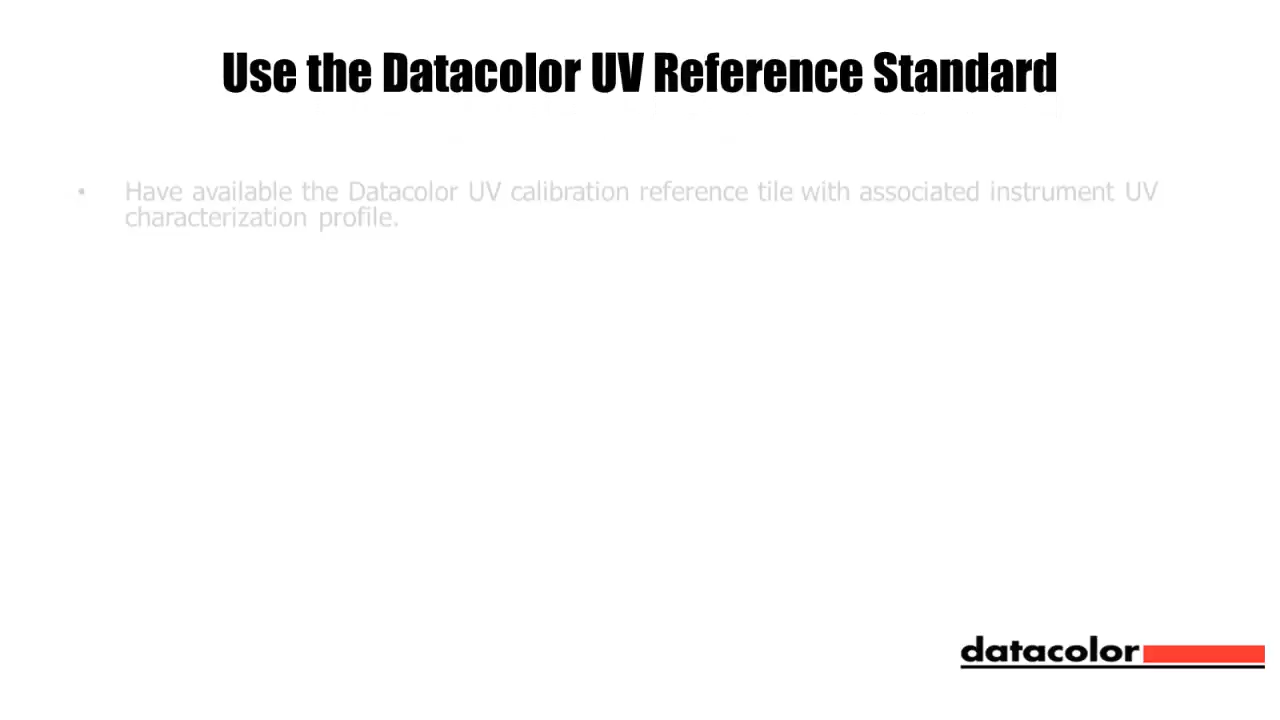 Use the Datacolor UV Reference Standard
• Have available the Datacolor UV calibration reference tile with associated instrument UV
characterization profile.
datacolor